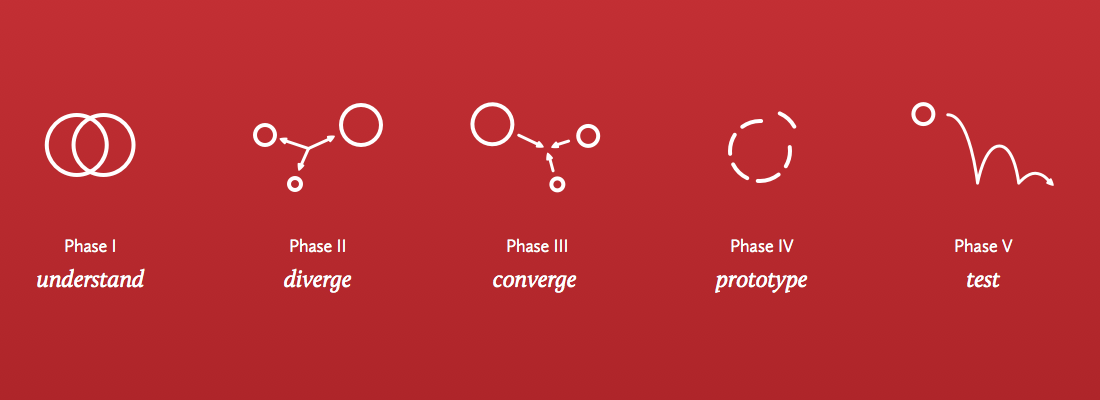 Phase I
understand
Phase II
diverge
Phase III
converge
Phase IV
prototype
Phase V
test